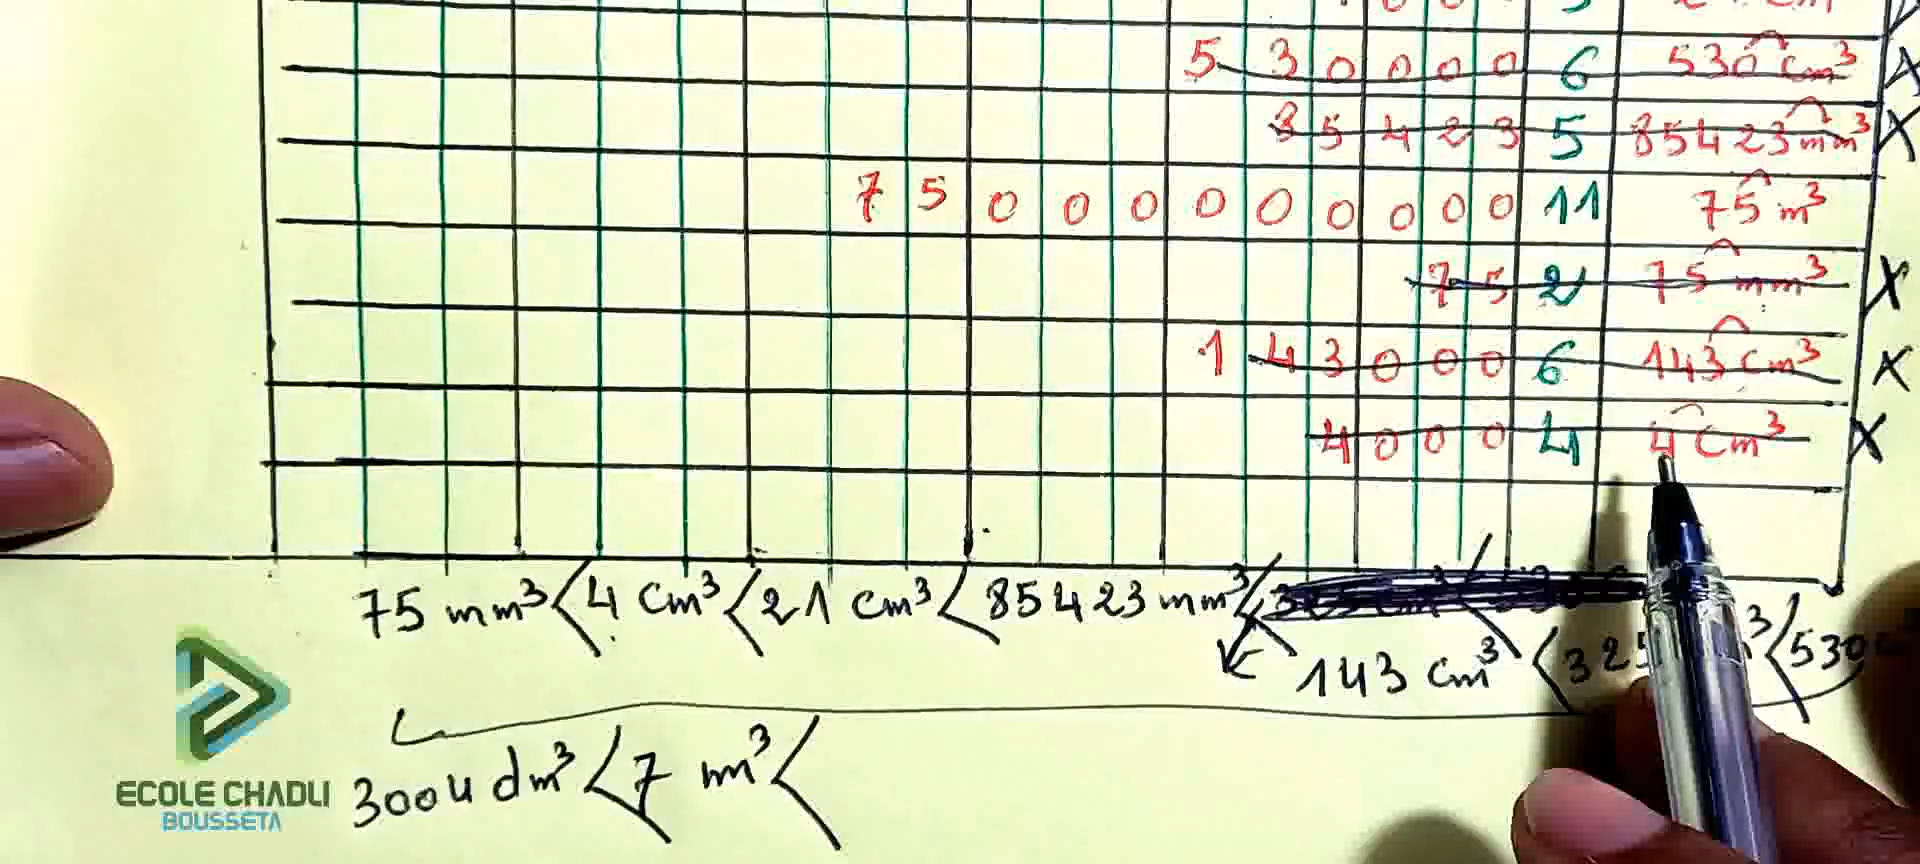 5 3 0 0 0 0 6 530 cm³
8 5 4 2 3 5 85423 mm³ X
7 5 0 0 0 0 0 0 0 0 0 11 75 m³
7 5 2 75 mm³ X
1 4 3 0 0 0 6 143 cm³ X
4 0 0 0 4 4 cm³ X
75 mm³ < 4 cm³ < 21 cm³ < 85423 mm³ <
143 cm³ < 325 < 530
3004 dm³ < 7 m³ <
ECOLE CHADLI
BOUSSETA